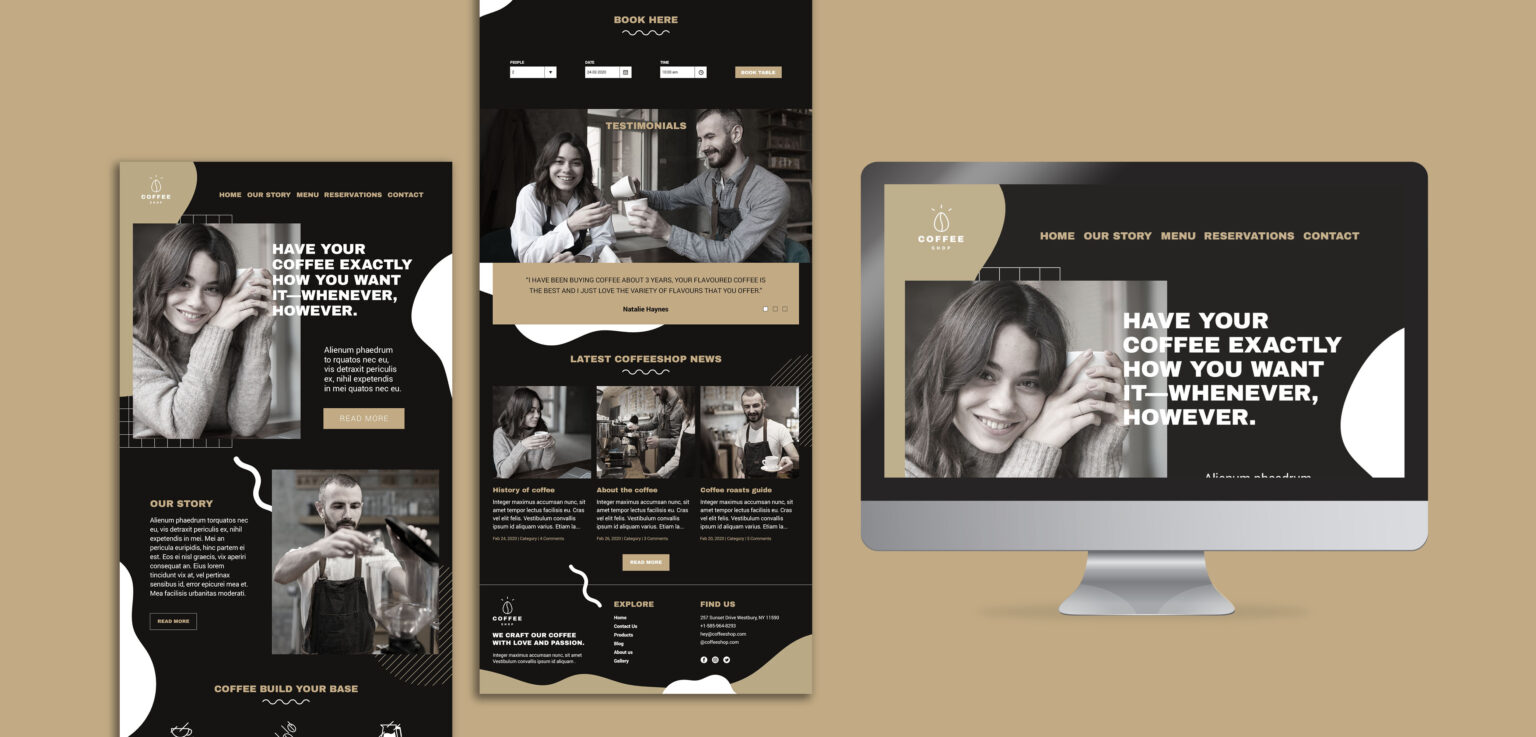 COFFEE
SHOP
HOME OUR STORY MENU RESERVATIONS CONTACT
HAVE YOUR
COFFEE EXACTLY
HOW YOU WANT
IT—WHENEVER,
HOWEVER.
Alienum phaedrum
to rquatos nec eu,
vis detraxit periculis
ex, nihil expetendis
in mei quatos nec eu.
READ MORE
OUR STORY
Alienum phaedrum torquatos nec
eu, vis detraxit periculis ex, nihil
expetendis in mei. Mei an
pericula euripidis, hinc partem ei
est. Eos ei nisl graecis, vix aperiri
consequat an. Eius lorem
tincidunt vix at, vel pertinax
sensibus id, error epicurei mea et.
Mea facilisis urbanitas moderati.
READ MORE
COFFEE BUILD YOUR BASE
BOOK HERE
PEOPLE DATE TIME
2 24 02 2020 10:00 am BOOK TABLE
TESTIMONIALS
“I HAVE BEEN BUYING COFFEE ABOUT 3 YEARS, YOUR FLAVOURED COFFEE IS
THE BEST AND I JUST LOVE THE VARIETY OF FLAVOURS THAT YOU OFFER.”
Natalie Haynes
LATEST COFFEESHOP NEWS
History of coffee
Integer maximus accumsan nunc, sit
amet tempor lectus facilisis eu. Cras
vel elit felis. Vestibulum convallis
ipsum id aliquam varius. Etiam la...
Feb 24, 2020 | Category | 4 Comments
About the coffee
Integer maximus accumsan nunc, sit
amet tempor lectus facilisis eu. Cras
vel elit felis. Vestibulum convallis
ipsum id aliquam varius. Etiam la...
Feb 26, 2020 | Category | 3 Comments
Coffee roasts guide
Integer maximus accumsan nunc, sit
amet tempor lectus facilisis eu. Cras
vel elit felis. Vestibulum convallis
ipsum id aliquam varius. Etiam la...
Feb 20, 2020 | Category | 5 Comments
READ MORE
COFFEE
SHOP
WE CRAFT OUR COFFEE
WITH LOVE AND PASSION.
Integer maximus accumsan nunc, sit amet
Vestibulum convallis ipsum id aliquam .
EXPLORE
Home
Contact Us
Products
Blog
About us
Gallery
FIND US
257 Sunset Drive Westbury, NY 11590
+1-585-964-8293
hey@coffeeshop.com
@coffeeshop.com
COFFEE
SHOP
HOME OUR STORY MENU RESERVATIONS CONTACT
HAVE YOUR
COFFEE EXACTLY
HOW YOU WANT
IT—WHENEVER,
HOWEVER.
Alienum phaedrum